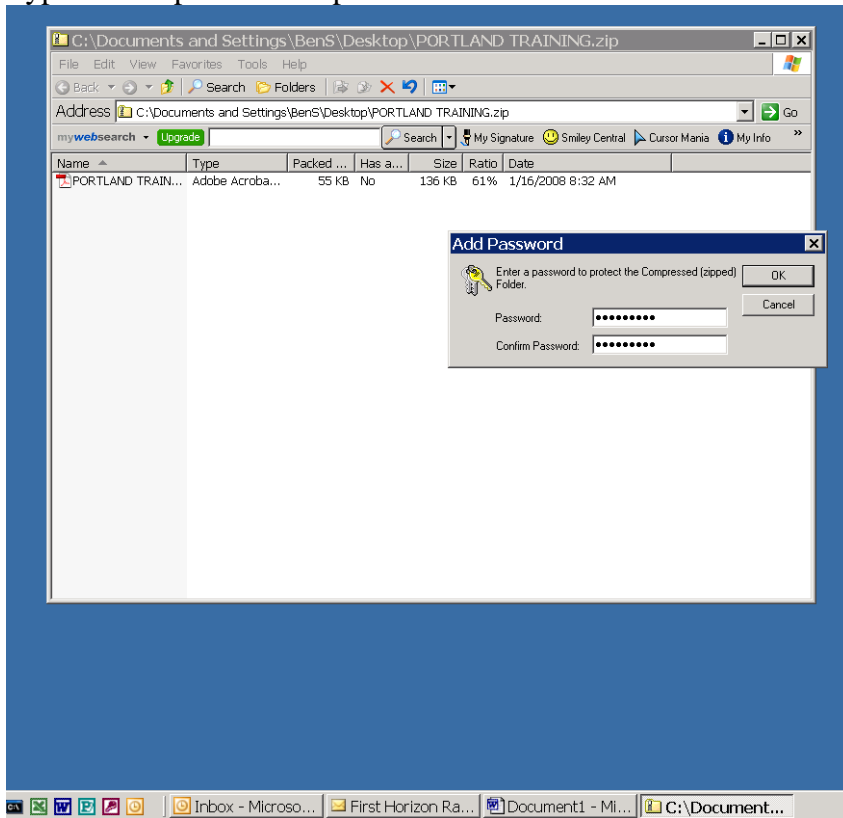 C:\Documents and Settings\BenS\Desktop\PORTLAND TRAINING.zip
File Edit View Favorites Tools Help
Back Search Folders
Address C:\Documents and Settings\BenS\Desktop\PORTLAND TRAINING.zip Go
mywebsearch Upgrade Search My Signature Smiley Central Cursor Mania My Info »
Name Type Packed ... Has a... Size Ratio Date
PORTLAND TRAIN... Adobe Acroba... 55 KB No 136 KB 61% 1/16/2008 8:32 AM
Add Password
Enter a password to protect the Compressed (zipped)
Folder.
OK
Password: •••••••••
Cancel
Confirm Password: •••••••••
Inbox - Microso... First Horizon Ra... Document1 - Mi... C:\Document...